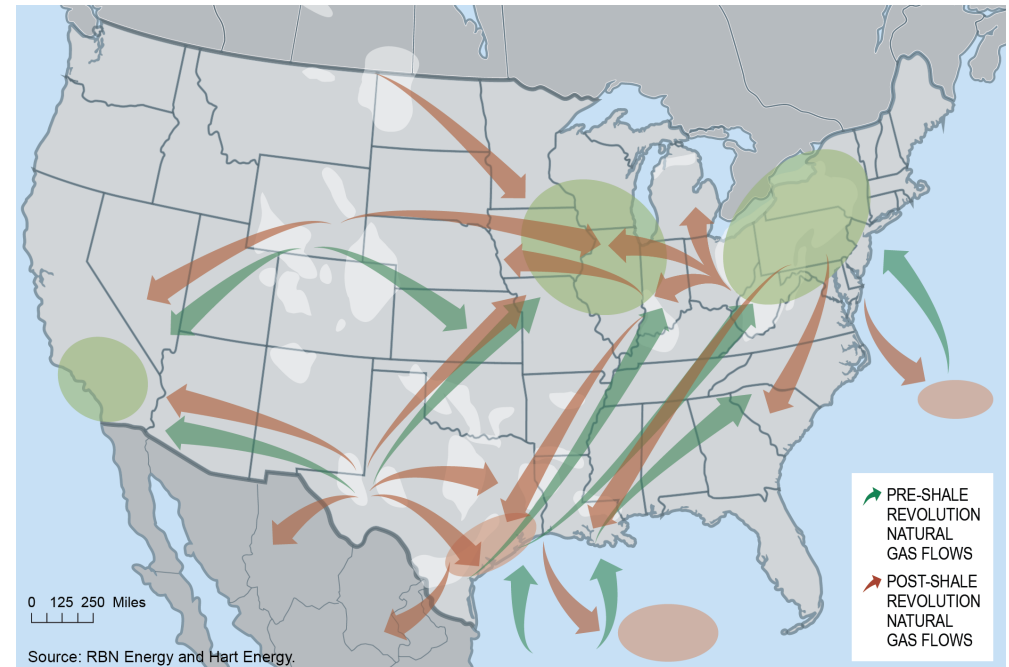 PRE-SHALE
REVOLUTION
NATURAL
GAS FLOWS
POST-SHALE
REVOLUTION
NATURAL
GAS FLOWS
0 125 250 Miles
Source: RBN Energy and Hart Energy.